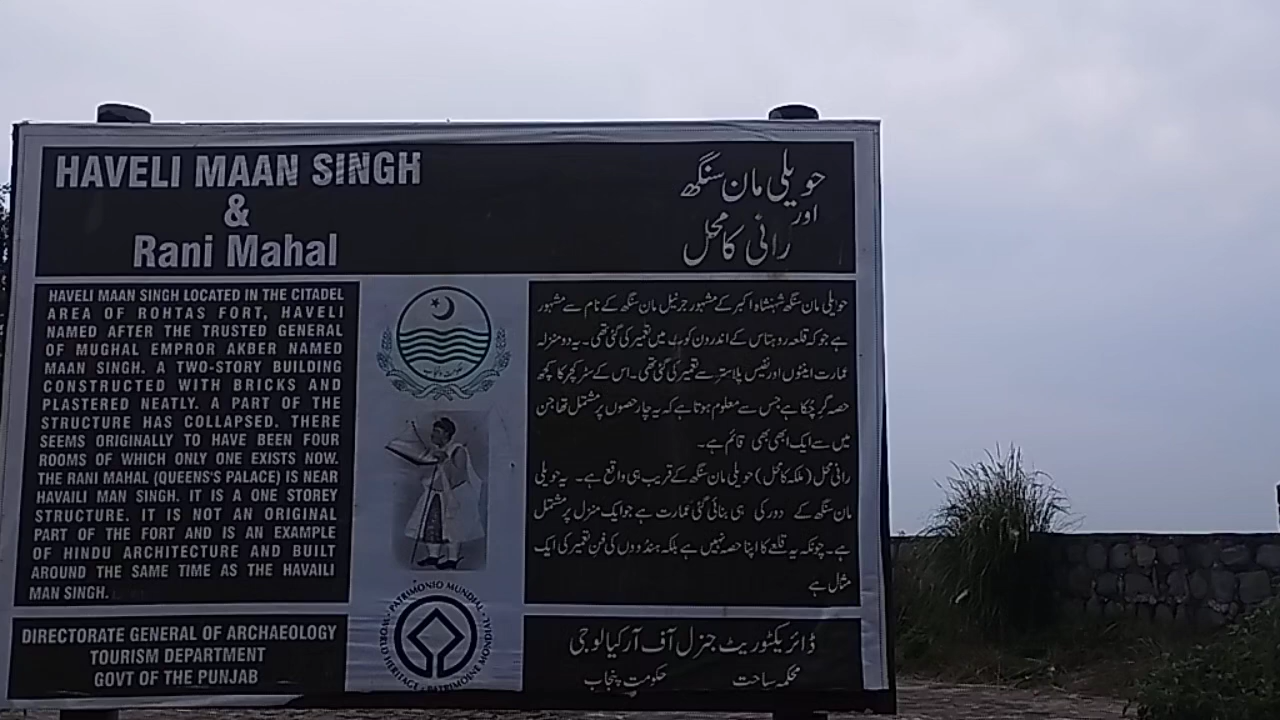 HAVELI MAAN SINGH
&
Rani Mahal
حویلی مان سنگھ
اور
رانی کا محل
HAVELI MAAN SINGH LOCATED IN THE CITADEL
AREA OF ROHTAS FORT, HAVELI
NAMED AFTER THE TRUSTED GENERAL
OF MUGHAL EMPROR AKBER NAMED
MAAN SINGH. A TWO-STORY BUILDING
CONSTRUCTED WITH BRICKS AND
PLASTERED NEATLY. A PART OF THE
STRUCTURE HAS COLLAPSED. THERE
SEEMS ORIGINALLY TO HAVE BEEN FOUR
ROOMS OF WHICH ONLY ONE EXISTS NOW.
THE RANI MAHAL (QUEENS'S PALACE) IS NEAR
HAVAILI MAN SINGH. IT IS A ONE STOREY
STRUCTURE. IT IS NOT AN ORIGINAL
PART OF THE FORT AND IS AN EXAMPLE
OF HINDU ARCHITECTURE AND BUILT
AROUND THE SAME TIME AS THE HAVAILI
MAN SINGH.
حکومت پنجاب
PATRIMONIO MUNDIAL
WORLD HERITAGE
PATRIMOINE MONDIAL
حویلی مان سنگھ شہنشاہ اکبر کے مشہور جرنیل مان سنگھ کے نام سے مشہور
ہے جو کہ قلعہ روہتاس کے اندرون کوٹ میں تعمیر کی گئی تھی۔ یہ دو منزلہ
عمارت اینٹوں اور نفیس پلاستر سے تعمیر کی گئی تھی۔ اس کے سٹرکچر کا کچھ
حصہ گر چکا ہے جس سے معلوم ہوتا ہے کہ یہ چار حصوں پر مشتمل تھا جن
میں سے ایک ابھی بھی قائم ہے۔
رانی محل (ملکہ کا محل) حویلی مان سنگھ کے قریب ہی واقع ہے۔ یہ حویلی
مان سنگھ کے دور کی ہی بنائی گئی عمارت ہے جو ایک منزل پر مشتمل
ہے۔ چونکہ یہ قلعے کا اپنا حصہ نہیں ہے بلکہ ہندووں کی فن تعمیر کی ایک
مثال ہے
DIRECTORATE GENERAL OF ARCHAEOLOGY
TOURISM DEPARTMENT
GOVT OF THE PUNJAB
ڈائریکٹوریٹ جنرل آف آرکیالوجی
محکمہ سیاحت حکومتِ پنجاب